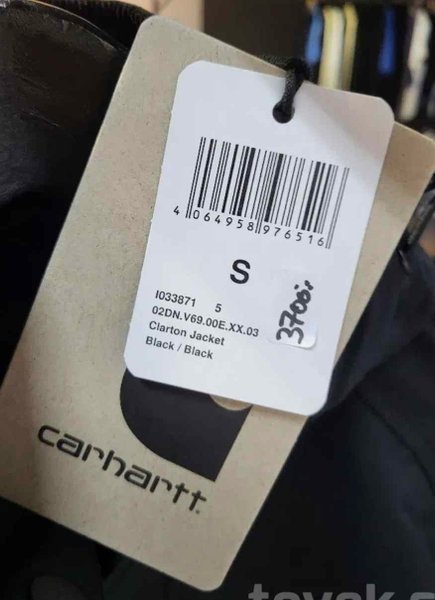 4 064958 976516
S
I033871 5
02DN.V69.00E.XX.03
Clarton Jacket
Black / Black
3700:-
carhartt